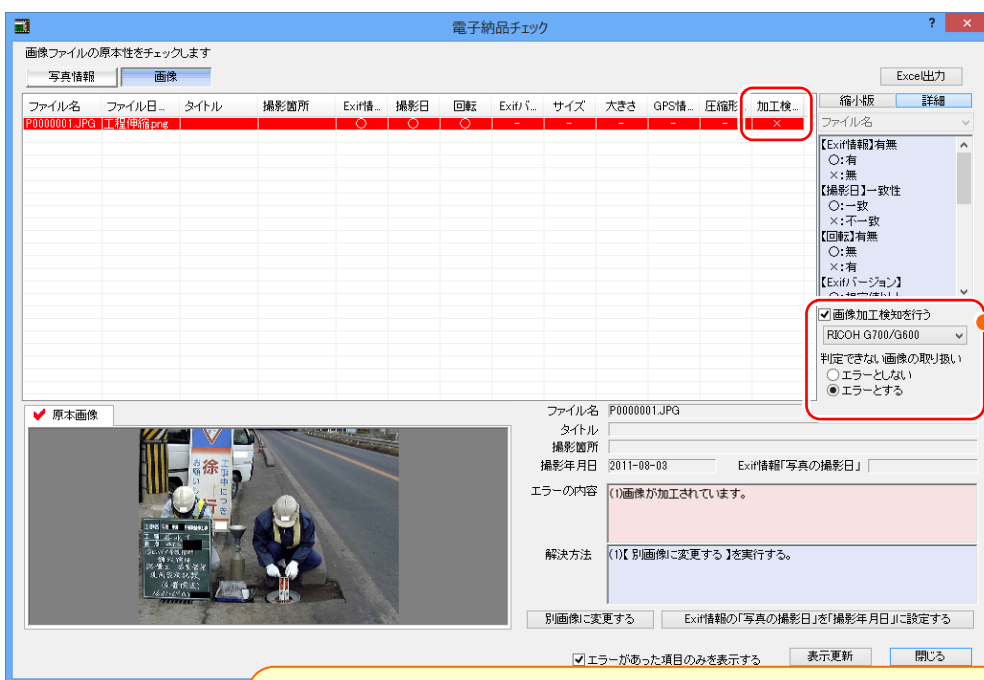 電子納品チェック
? ×
画像ファイルの原本性をチェックします
写真情報 画像 Excel出力
ファイル名 ファイル日... タイトル 撮影箇所 Exif情... 撮影日 回転 Exifバ... サイズ 大きさ GPS情... 圧縮形... 加工検...
P0000001.JPG 工程伸縮png ○ ○ ○ - - - - - ×
縮小版 詳細
ファイル名
【Exif情報】有無
○:有
×:無
【撮影日】一致性
○:一致
×:不一致
【回転】有無
○:無
×:有
【Exifバージョン】
画像加工検知を行う
RICOH G700/G600
判定できない画像の取り扱い
エラーとしない
エラーとする
原本画像
徐行
工事中につき
お願いし
ファイル名 P0000001.JPG
タイトル
撮影箇所
撮影年月日 2011-08-03 Exif情報「写真の撮影日」
エラーの内容 (1)画像が加工されています。
解決方法 (1)【 別画像に変更する 】を実行する。
別画像に変更する Exif情報の「写真の撮影日」を「撮影年月日」に設定する
エラーがあった項目のみを表示する 表示更新 閉じる